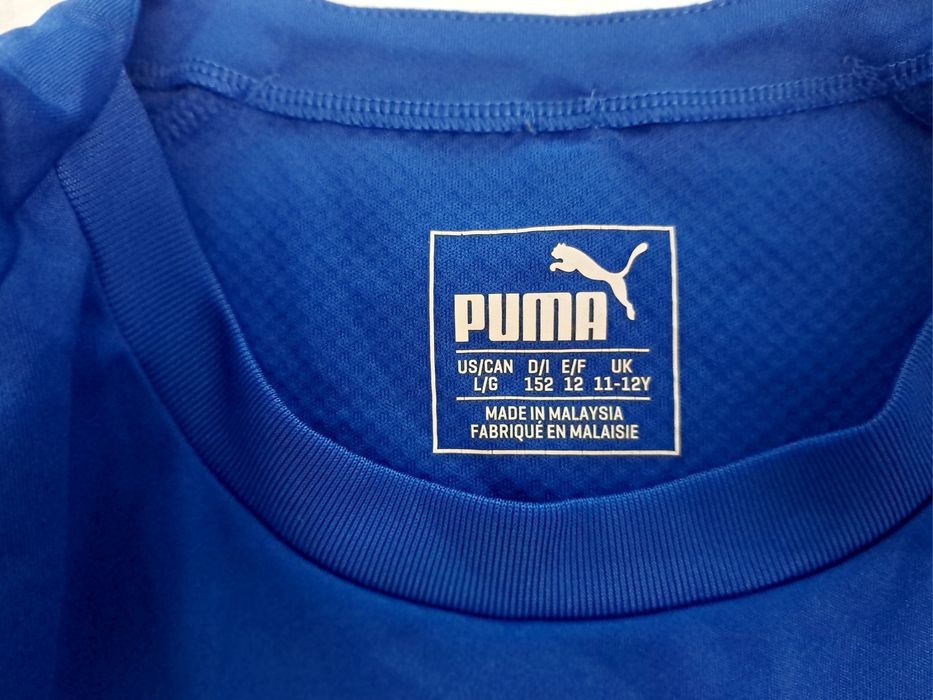 PUMA
US/CAN D/I E/F UK
L/G 152 12 11-12Y
MADE IN MALAYSIA
FABRIQUÉ EN MALAISIE